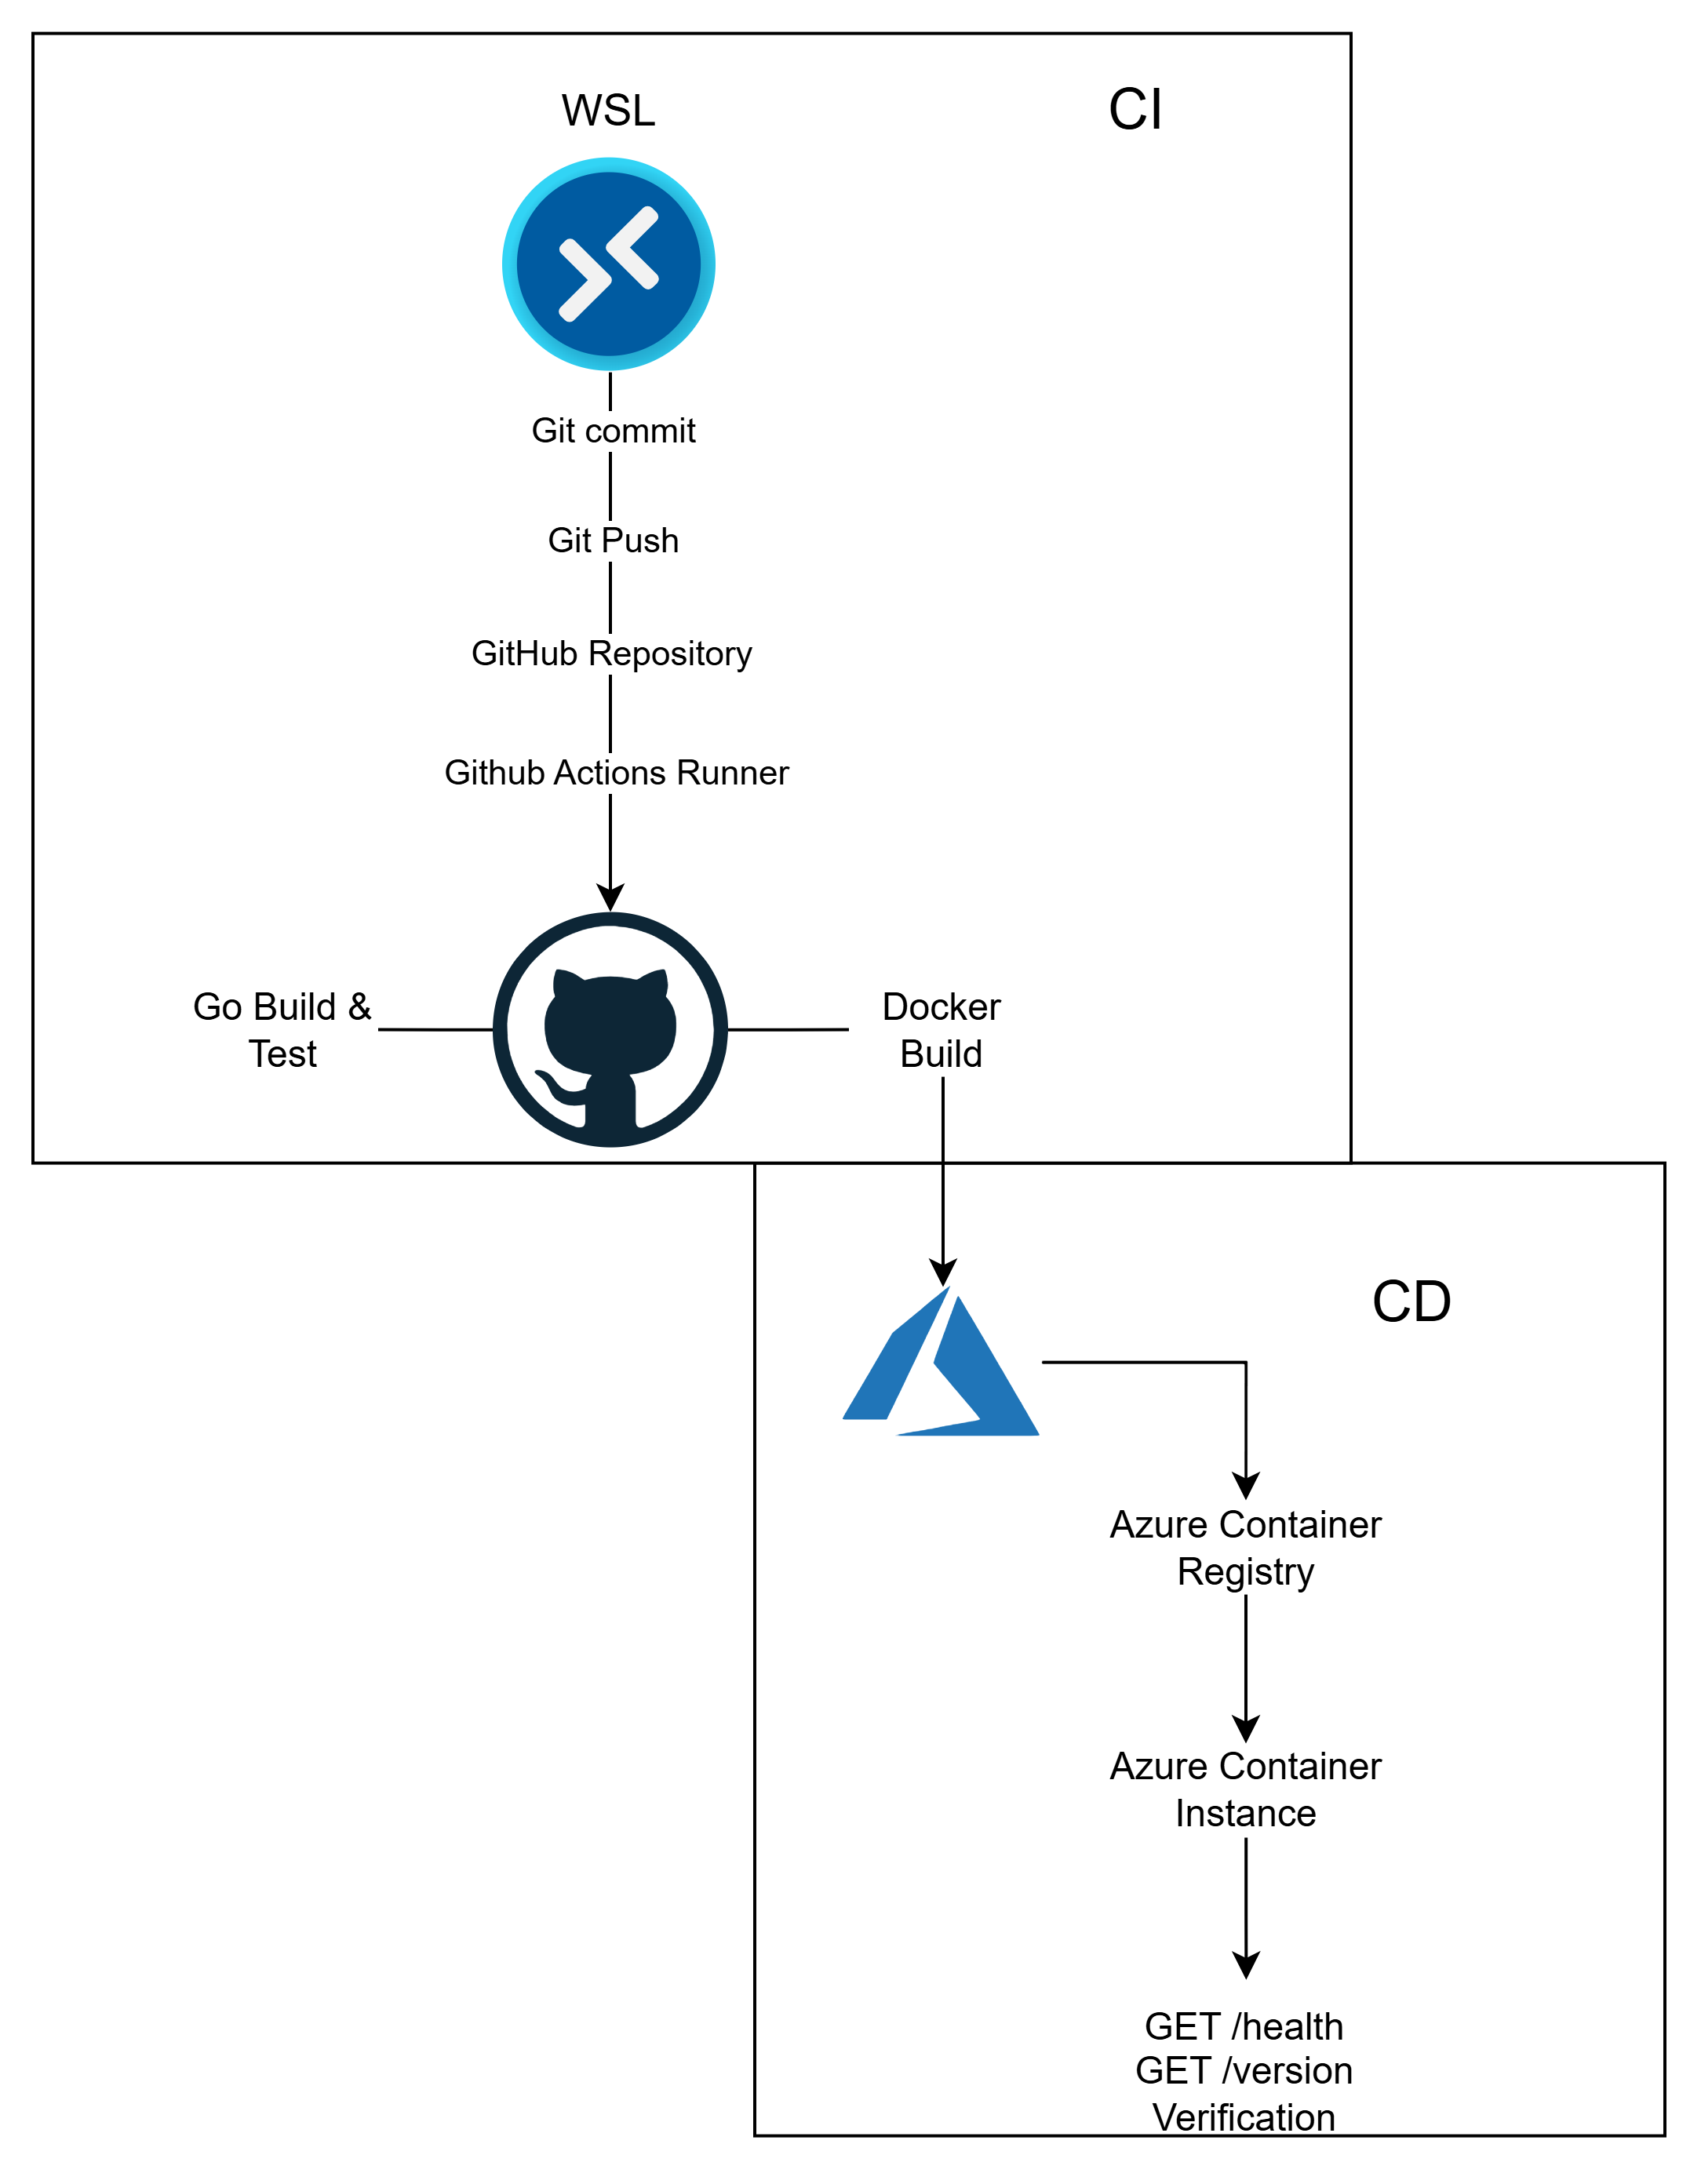 WSL
CI
Git commit
Git Push
GitHub Repository
Github Actions Runner
Go Build &
Test
Docker
Build
CD
Azure Container
Registry
Azure Container
Instance
GET /health
GET /version
Verification